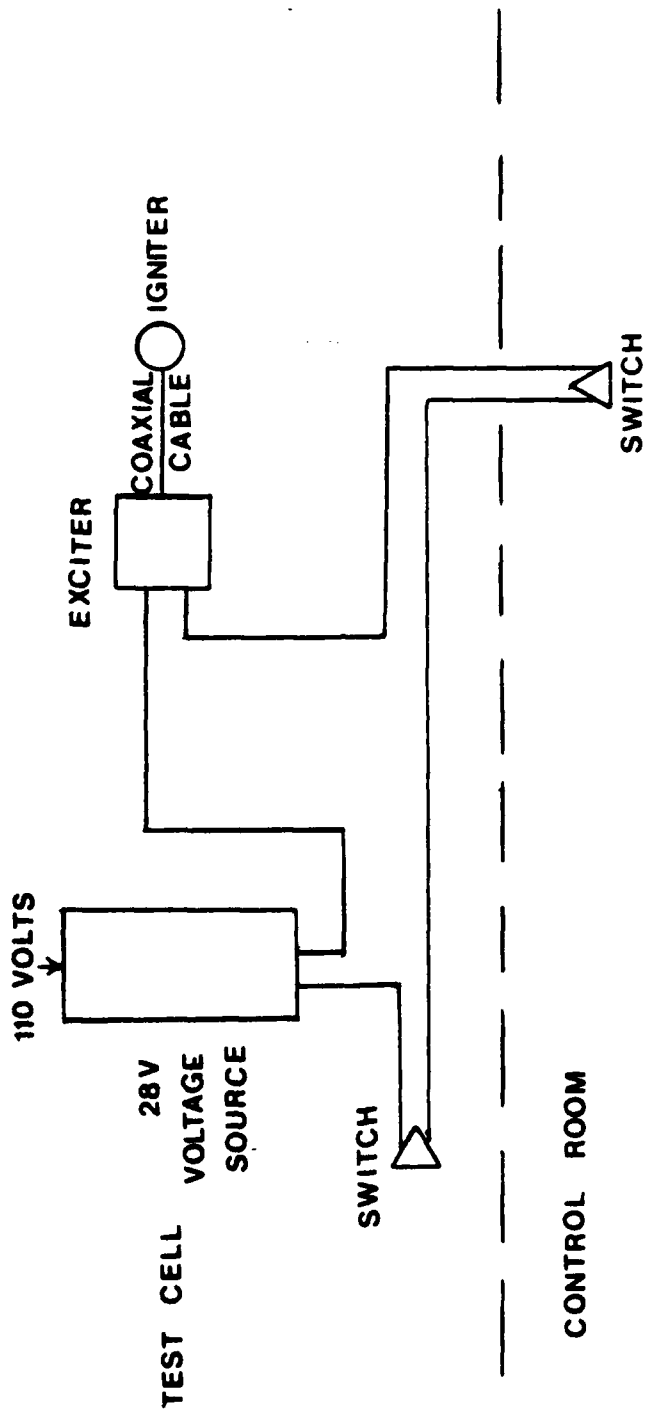 110 VOLTS
28V
VOLTAGE
SOURCE
EXCITER
COAXIAL
CABLE
IGNITER
SWITCH
TEST CELL
SWITCH
CONTROL ROOM